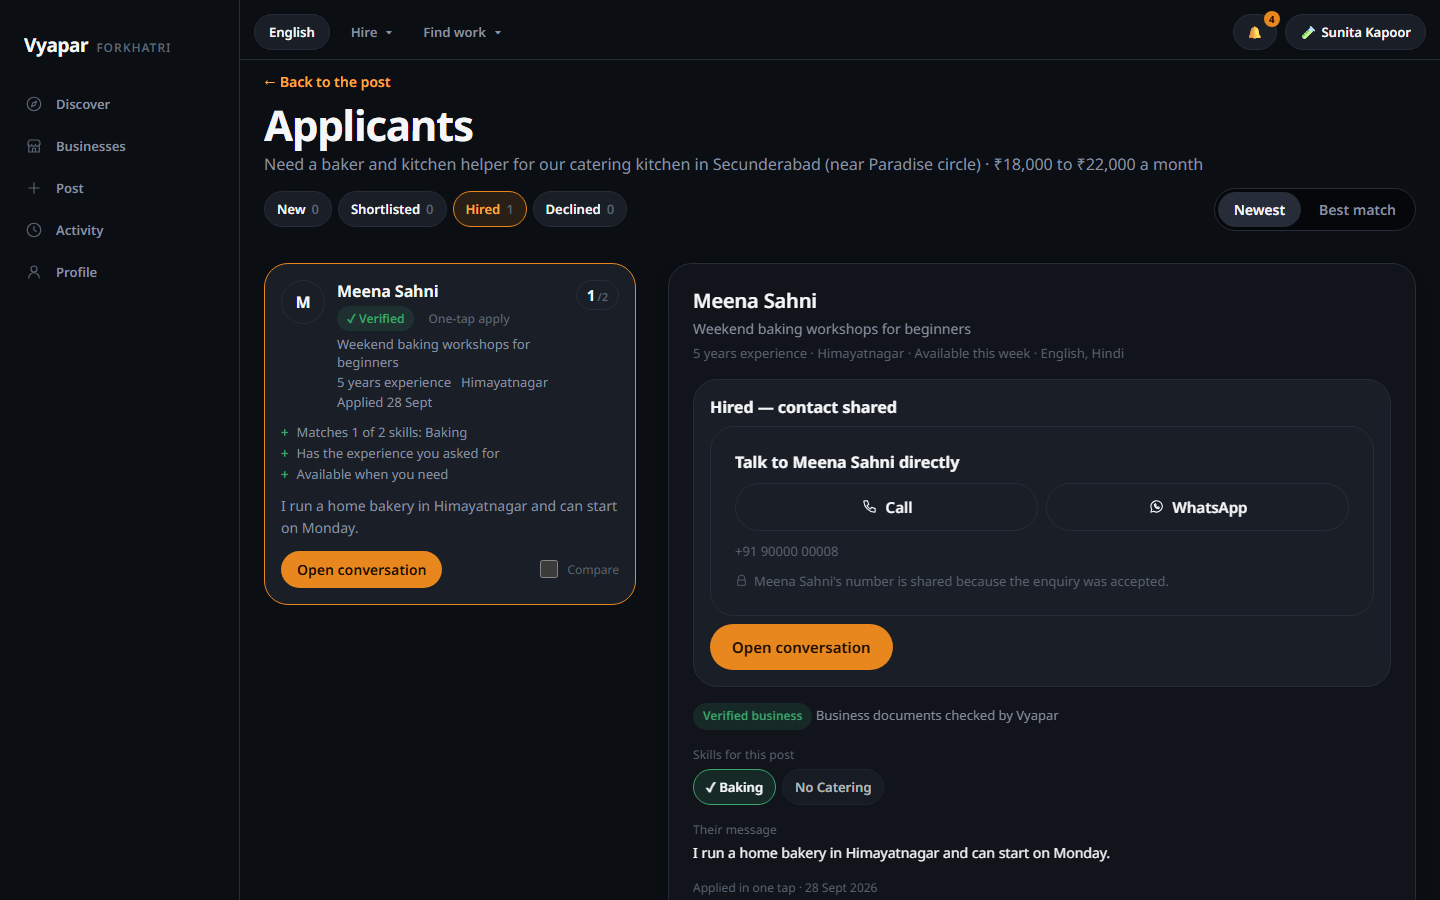 Vyapar FORKHATRI
Discover
Businesses
Post
Activity
Profile
English
Hire
Find work
4
Sunita Kapoor
← Back to the post
Applicants
Need a baker and kitchen helper for our catering kitchen in Secunderabad (near Paradise circle) · ₹18,000 to ₹22,000 a month
New 0
Shortlisted 0
Hired 1
Declined 0
Newest
Best match
M
Meena Sahni
1 /2
✓ Verified
One-tap apply
Weekend baking workshops for
beginners
5 years experience Himayatnagar
Applied 28 Sept
+ Matches 1 of 2 skills: Baking
+ Has the experience you asked for
+ Available when you need
I run a home bakery in Himayatnagar and can start
on Monday.
Open conversation
Compare
Meena Sahni
Weekend baking workshops for beginners
5 years experience · Himayatnagar · Available this week · English, Hindi
Hired — contact shared
Talk to Meena Sahni directly
Call
WhatsApp
+91 90000 00008
Meena Sahni's number is shared because the enquiry was accepted.
Open conversation
Verified business Business documents checked by Vyapar
Skills for this post
✓ Baking
No Catering
Their message
I run a home bakery in Himayatnagar and can start on Monday.
Applied in one tap · 28 Sept 2026